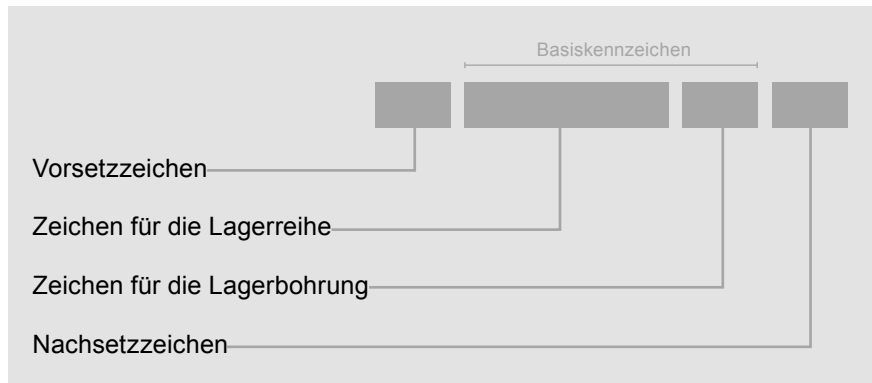 Basiskennzeichen
Vorsetzzeichen
Zeichen für die Lagerreihe
Zeichen für die Lagerbohrung
Nachsetzzeichen